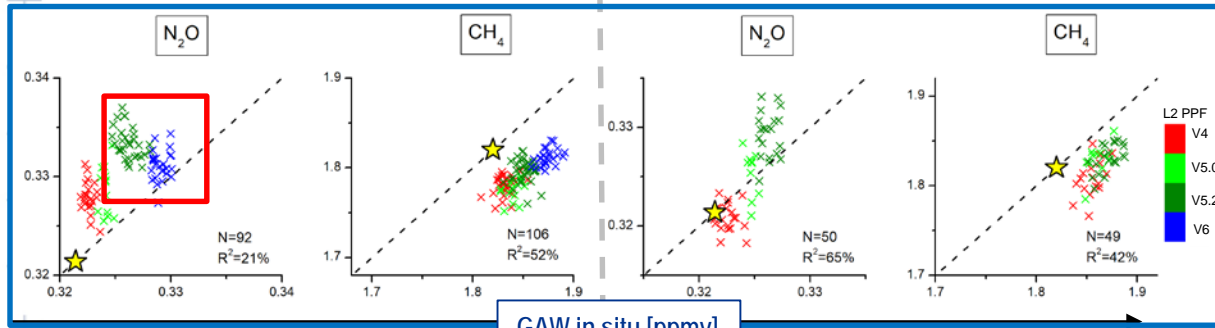 N2O
CH4
N2O
CH4
0.34
0.33
0.32
0.32
0.33
0.34
N=92
R2=21%
1.9
1.8
1.7
1.7
1.8
1.9
N=106
R2=52%
0.33
0.32
0.32
0.33
N=50
R2=65%
1.9
1.8
1.7
1.7
1.8
1.9
N=49
R2=42%
L2 PPF
V4
V5.0
V5.2
V6
GAW in situ [ppmv]